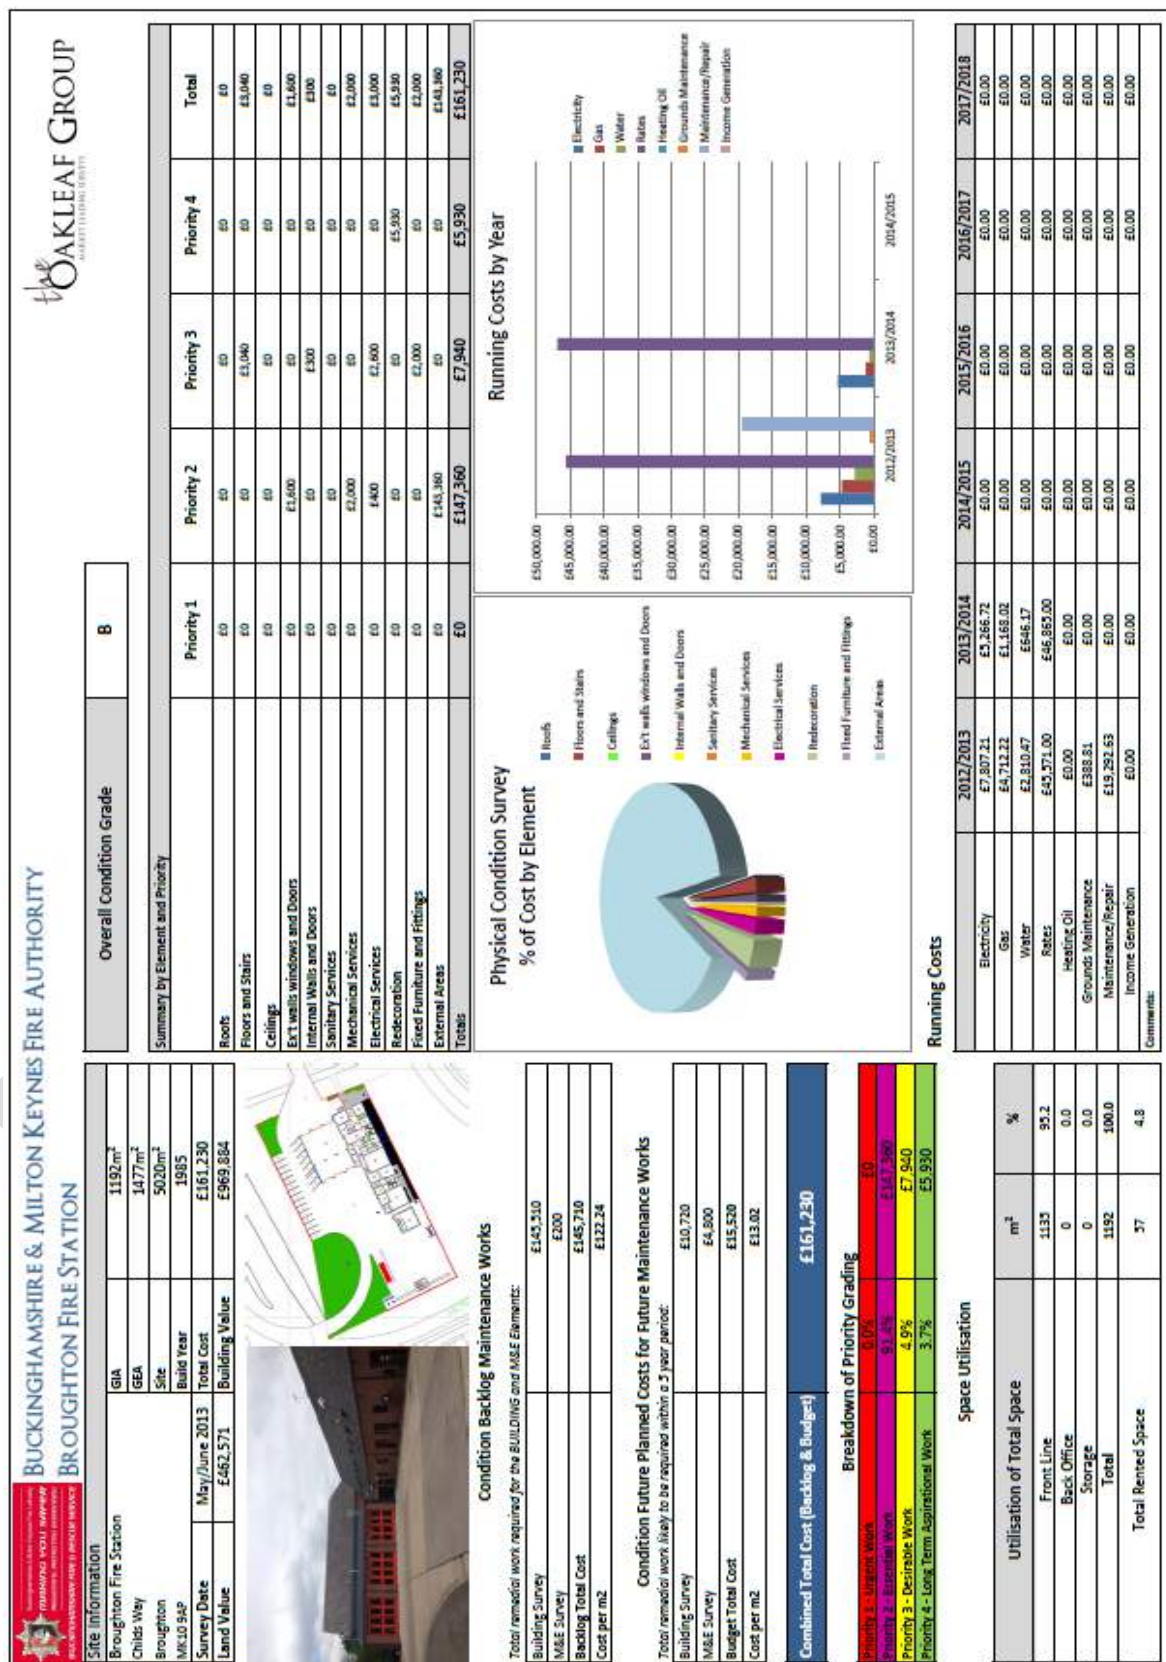 BUCKINGHAMSHIRE & MILTON KEYNES FIRE AUTHORITY
BROUGHTON FIRE STATION
the OAKLEAF GROUP
Site Information
Broughton Fire Station GIA 1192m²
Childs Way GEA 1477m²
Broughton Site 5020m²
MK10 9AP Build Year 1985
Survey Date May/June 2013 Total Cost £161,230
Land Value £462,571 Building Value £969,884
Condition Backlog Maintenance Works
Total remedial work required for the BUILDING and M&E Elements:
Building Survey £145,510
M&E Survey £200
Backlog Total Cost £145,710
Cost per m2 £122.24
Condition Future Planned Costs for Future Maintenance Works
Total remedial work likely to be required within a 5 year period:
Building Survey £10,720
M&E Survey £4,800
Budget Total Cost £15,520
Cost per m2 £13.02
Combined Total Cost (Backlog & Budget) £161,230
Breakdown of Priority Grading
Priority 1 - Urgent Work 0.0% £0
Priority 2 - Essential Work 91.4% £147,360
Priority 3 - Desirable Work 4.9% £7,940
Priority 4 - Long Term Aspirational Work 3.7% £5,930
Space Utilisation
Utilisation of Total Space m² %
Front Line 1135 95.2
Back Office 0 0.0
Storage 0 0.0
Total 1192 100.0
Total Rented Space 57 4.8
Overall Condition Grade B
Summary by Element and Priority
Priority 1 Priority 2 Priority 3 Priority 4 Total
Roofs £0 £0 £0 £0 £0
Floors and Stairs £0 £0 £3,040 £0 £3,040
Ceilings £0 £0 £0 £0 £0
Ex't walls windows and Doors £0 £1,600 £0 £0 £1,600
Internal Walls and Doors £0 £0 £300 £0 £300
Sanitary Services £0 £0 £0 £0 £0
Mechanical Services £0 £2,000 £0 £0 £2,000
Electrical Services £0 £400 £2,600 £0 £3,000
Redecoration £0 £0 £0 £5,930 £5,930
Fixed Furniture and Fittings £0 £0 £2,000 £0 £2,000
External Areas £0 £143,360 £0 £0 £143,360
Totals £0 £147,360 £7,940 £5,930 £161,230
Physical Condition Survey
% of Cost by Element
Roofs
Floors and Stairs
Ceilings
Ex't walls windows and Doors
Internal Walls and Doors
Sanitary Services
Mechanical Services
Electrical Services
Redecoration
Fixed Furniture and Fittings
External Areas
Running Costs by Year
£50,000.00
£45,000.00
£40,000.00
£35,000.00
£30,000.00
£25,000.00
£20,000.00
£15,000.00
£10,000.00
£5,000.00
£0.00
2012/2013 2013/2014 2014/2015
Electricity
Gas
Water
Rates
Heating Oil
Grounds Maintenance
Maintenance/Repair
Income Generation
Running Costs
2012/2013 2013/2014 2014/2015 2015/2016 2016/2017 2017/2018
Electricity £7,807.21 £5,266.72 £0.00 £0.00 £0.00 £0.00
Gas £4,712.22 £1,168.02 £0.00 £0.00 £0.00 £0.00
Water £2,810.47 £646.17 £0.00 £0.00 £0.00 £0.00
Rates £45,571.00 £46,865.00 £0.00 £0.00 £0.00 £0.00
Heating Oil £0.00 £0.00 £0.00 £0.00 £0.00 £0.00
Grounds Maintenance £388.81 £0.00 £0.00 £0.00 £0.00 £0.00
Maintenance/Repair £19,292.63 £0.00 £0.00 £0.00 £0.00 £0.00
Income Generation £0.00 £0.00 £0.00 £0.00 £0.00 £0.00
Comments: